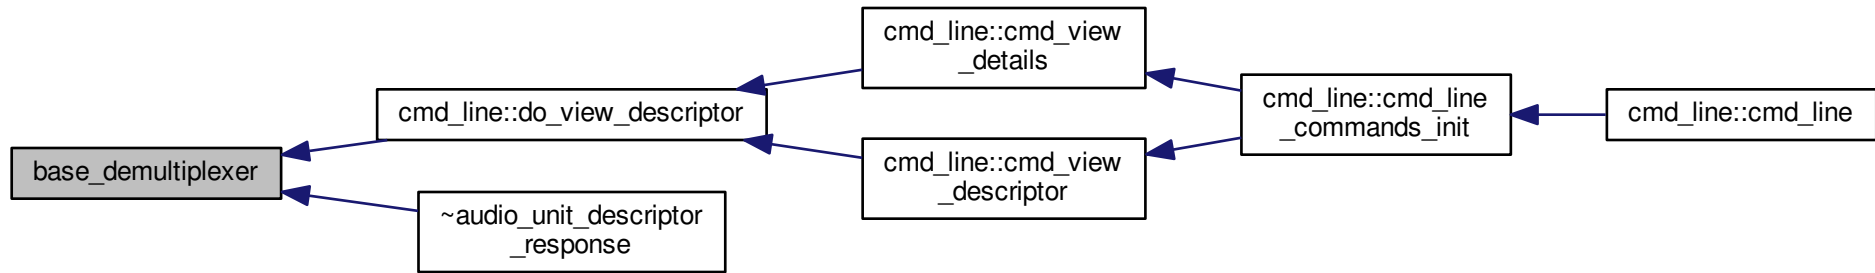 base_demultiplexer
cmd_line::do_view_descriptor
~audio_unit_descriptor
_response
cmd_line::cmd_view
_details
cmd_line::cmd_view
_descriptor
cmd_line::cmd_line
_commands_init
cmd_line::cmd_line